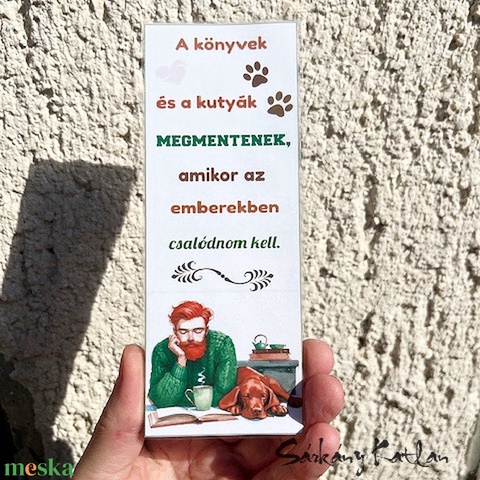 A könyvek
és a kutyák
MEGMENTENEK,
amikor az
emberekben
csalódnom kell.
meska
Sárkány Katlan